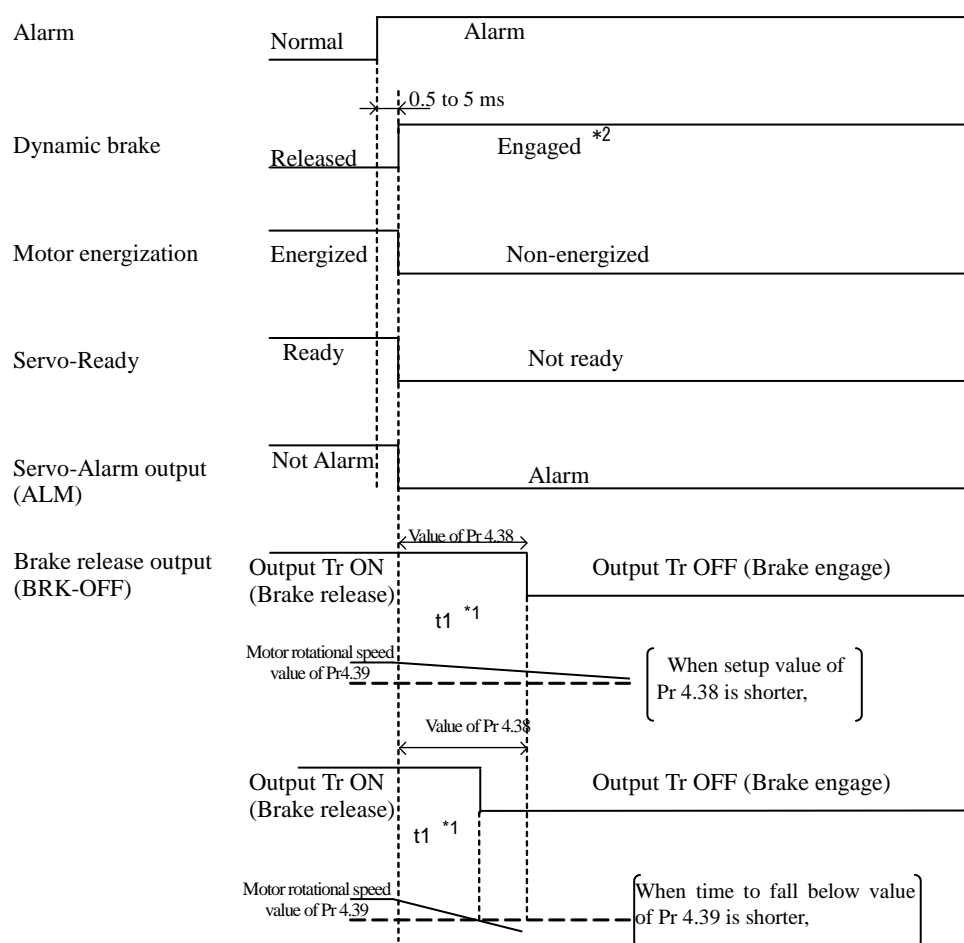 Alarm
Normal
Alarm
0.5 to 5 ms
Dynamic brake
Released
Engaged *2
Motor energization
Energized
Non-energized
Servo-Ready
Ready
Not ready
Servo-Alarm output
(ALM)
Not Alarm
Alarm
Value of Pr 4.38
Brake release output
(BRK-OFF)
Output Tr ON
(Brake release)
Output Tr OFF (Brake engage)
t1 *1
Motor rotational speed
value of Pr4.39
When setup value of
Pr 4.38 is shorter,
Value of Pr 4.38
Output Tr ON
(Brake release)
Output Tr OFF (Brake engage)
t1 *1
Motor rotational speed
value of Pr 4.39
When time to fall below value
of Pr 4.39 is shorter,